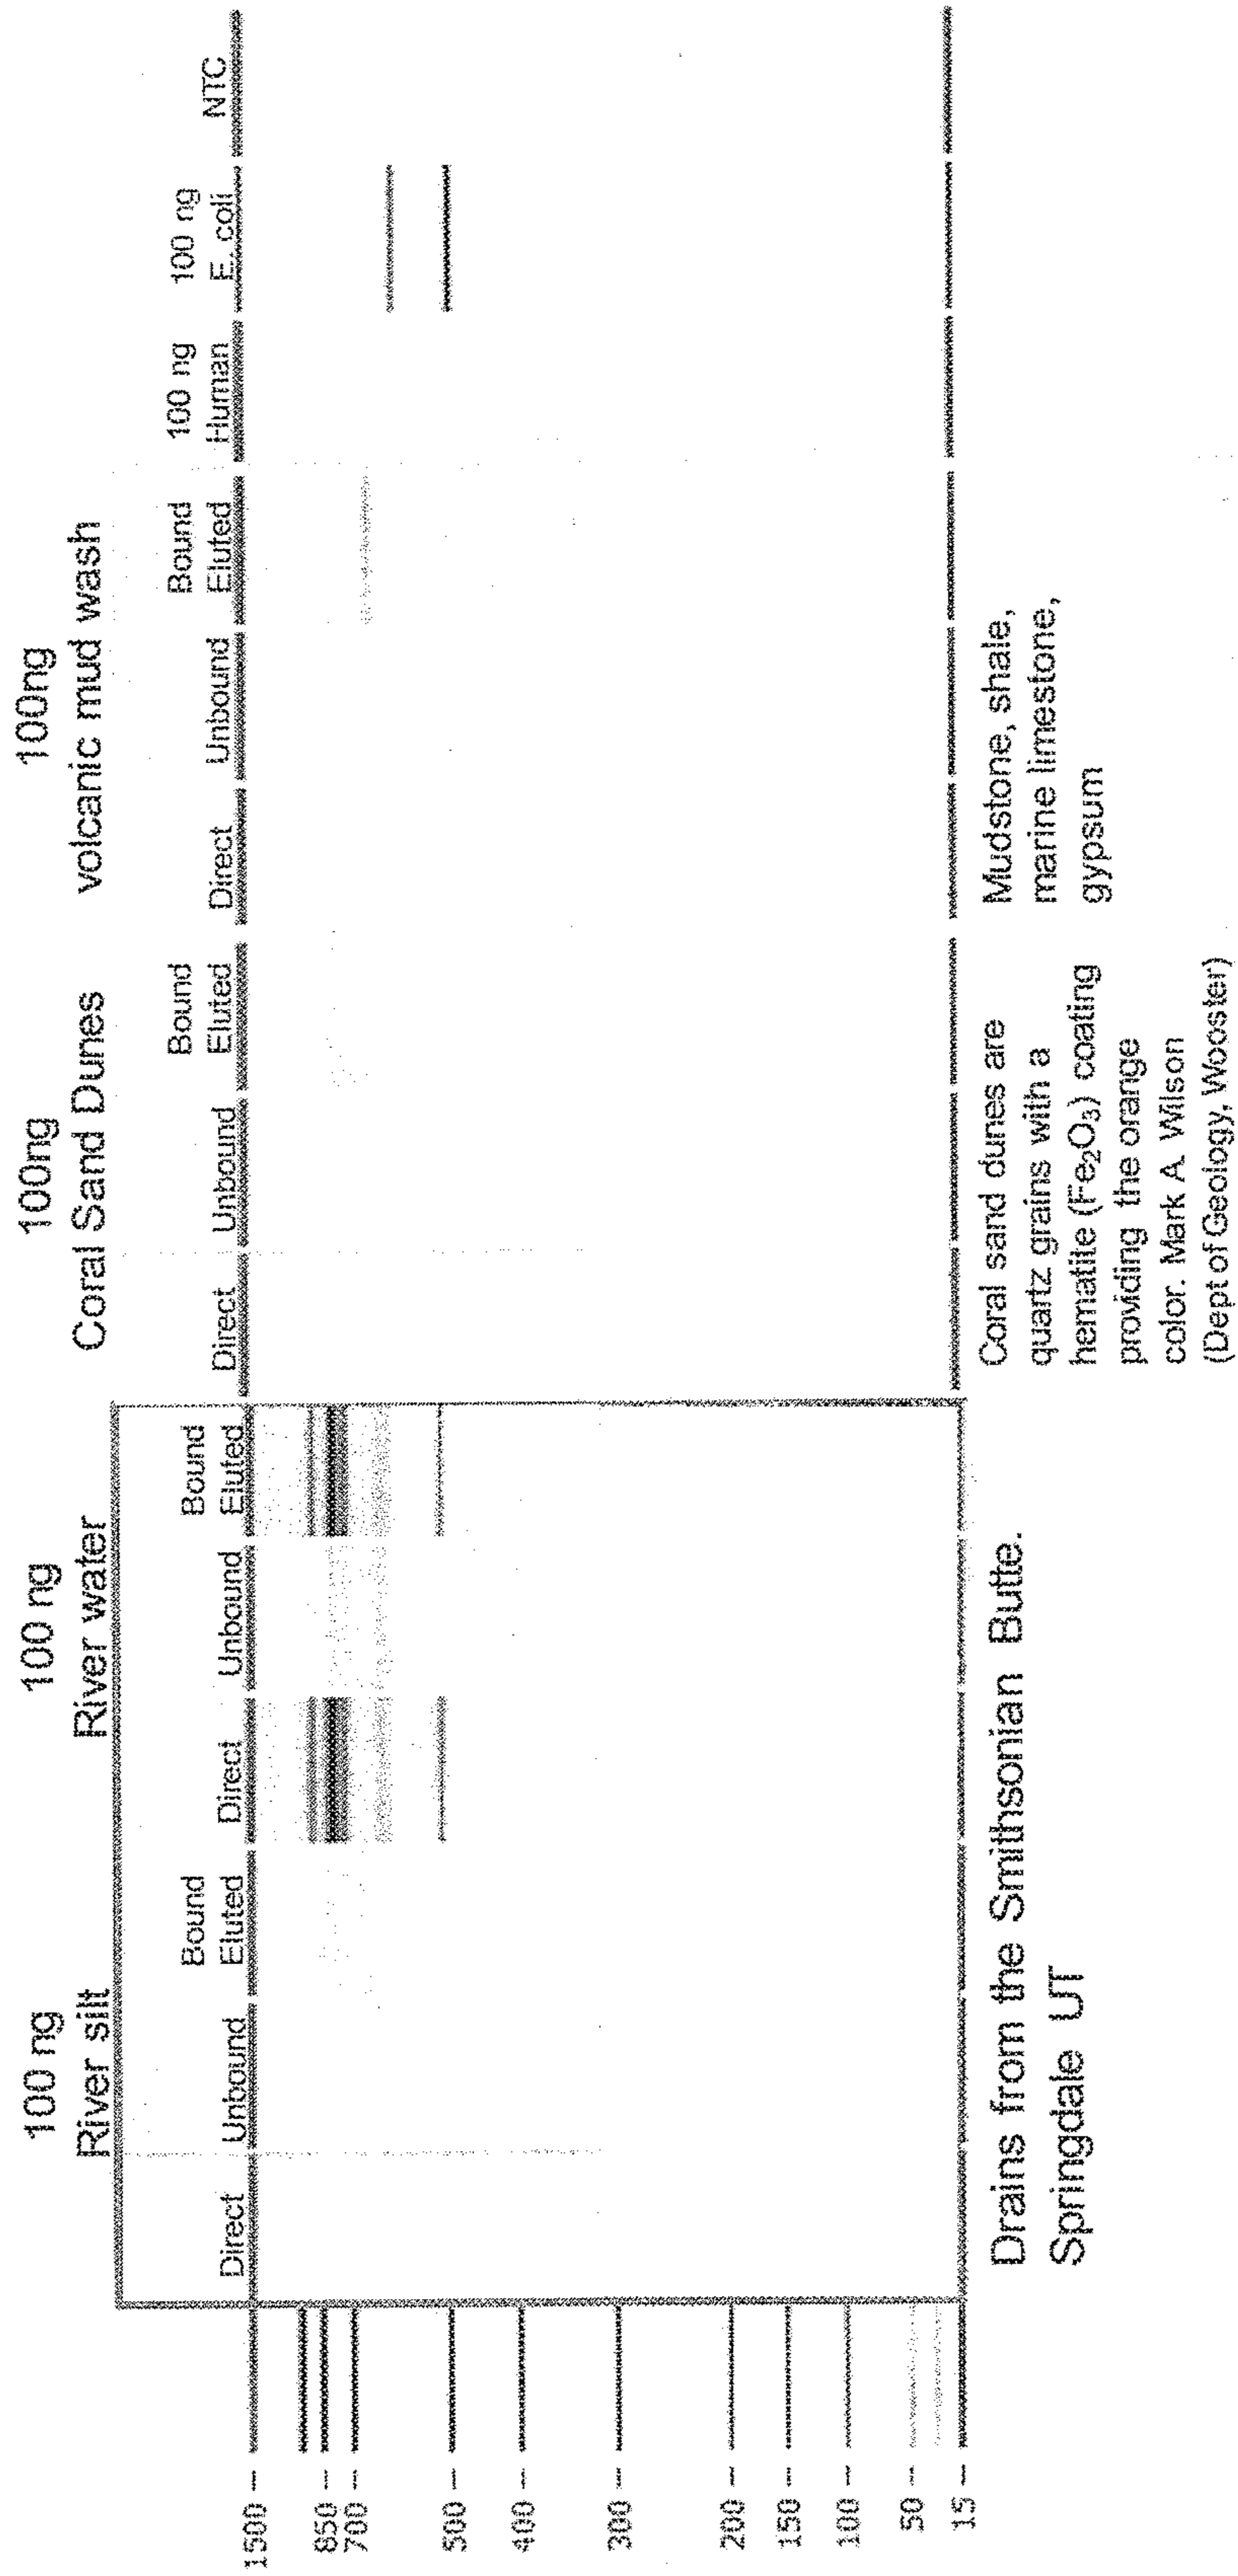 100 ng
River silt
100 ng
River water
100ng
Coral Sand Dunes
100ng
volcanic mud wash
Direct
Unbound
Bound
Eluted
Direct
Unbound
Bound
Eluted
Direct
Unbound
Bound
Eluted
Direct
Unbound
Bound
Eluted
100 ng
Human
100 ng
E. coli
NTC
1500 –
850 –
700 –
500 –
400 –
300 –
200 –
150 –
100 –
50 –
15 –
Drains from the Smithsonian Butte.
Springdale UT
Coral sand dunes are
quartz grains with a
hematite (Fe₂O₃) coating
providing the orange
color. Mark A. Wilson
(Dept of Geology, Wooster)
Mudstone, shale,
marine limestone,
gypsum